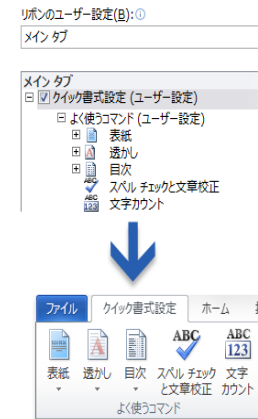 リボンのユーザー設定(B):
メイン タブ
メイン タブ
クイック書式設定 (ユーザー設定)
よく使うコマンド (ユーザー設定)
表紙
透かし
目次
ABC スペル チェックと文章校正
ABC 123 文字カウント
ファイル クイック書式設定 ホーム
ABC ABC 123
表紙 透かし 目次 スペル チェックと文章校正 文字カウント
よく使うコマンド